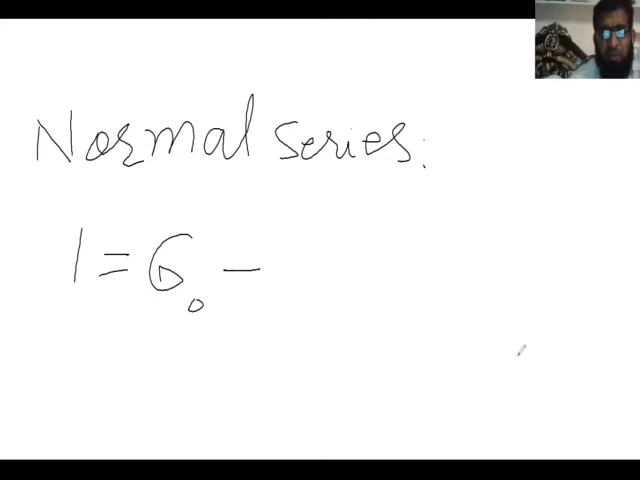 Normal series:
1 = G₀ –